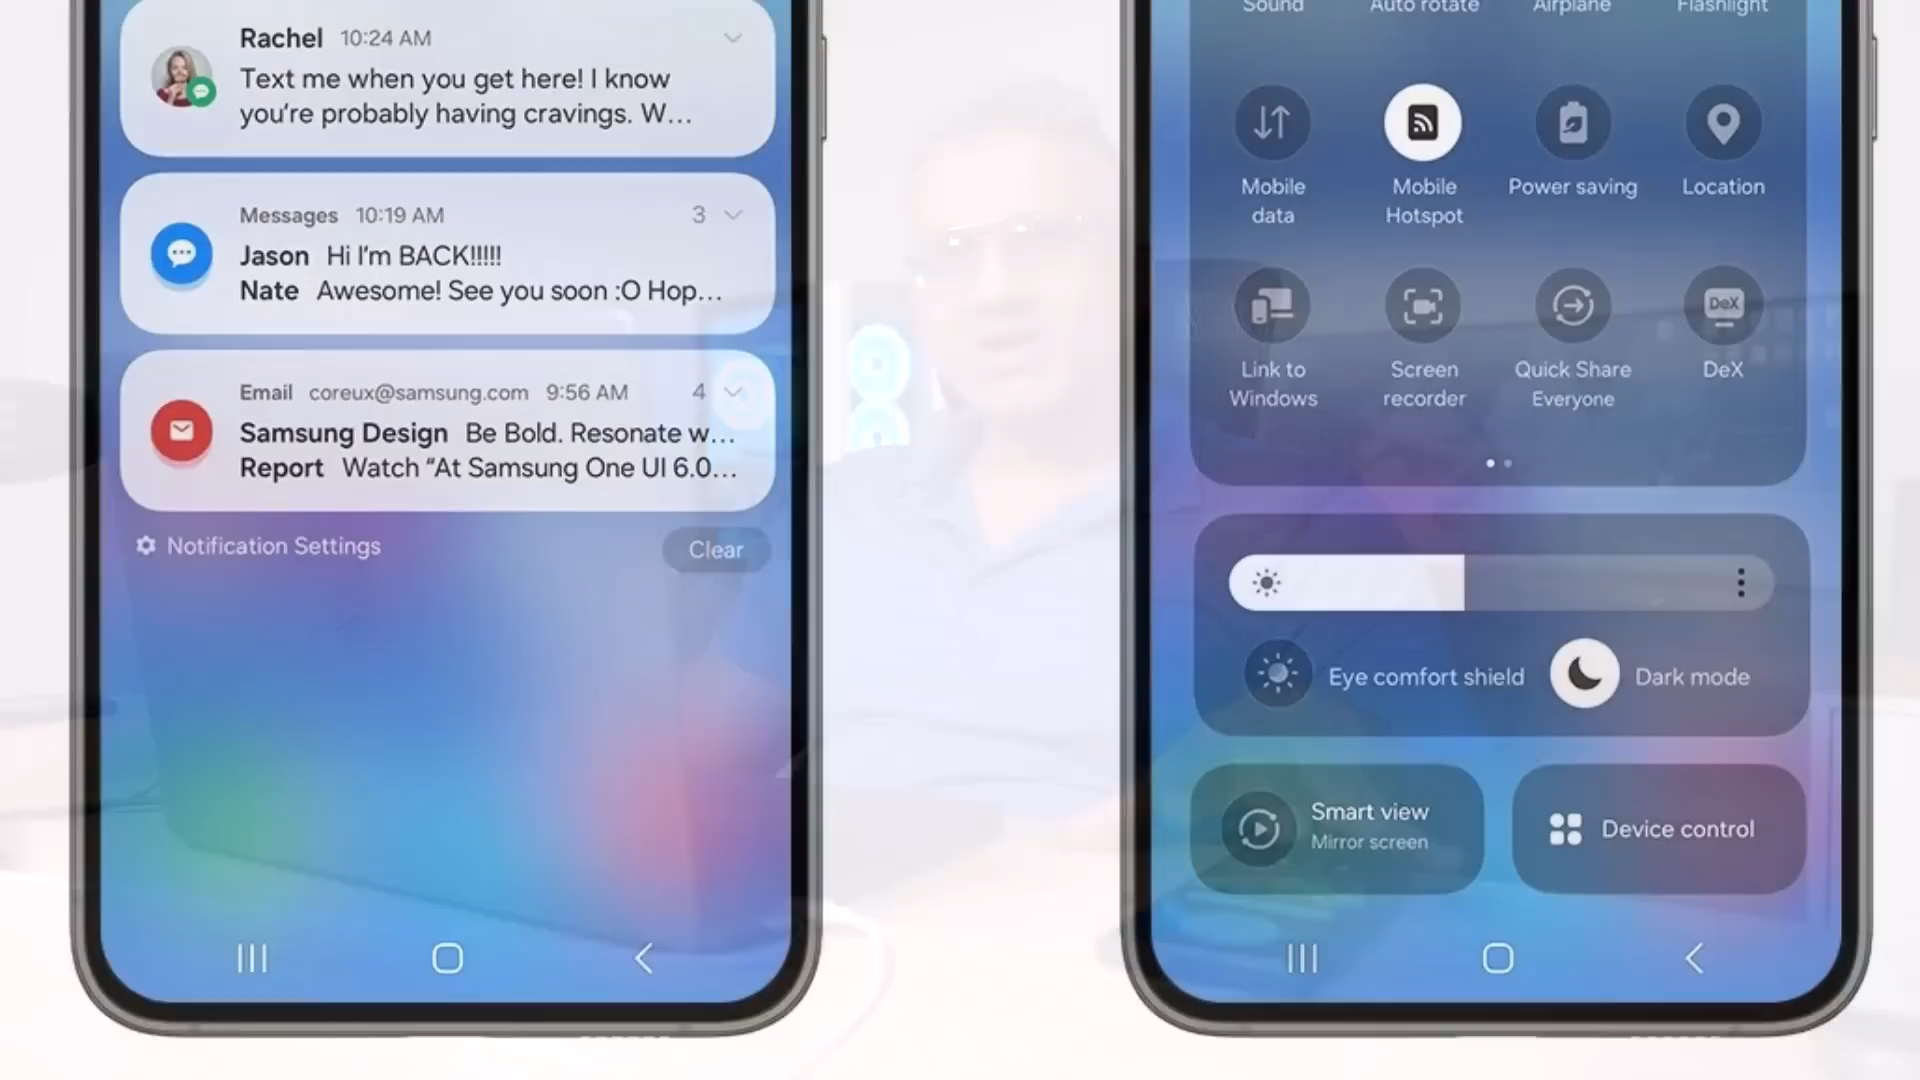 Rachel 10:24 AM
Text me when you get here! I know
you’re probably having cravings. W...
Messages 10:19 AM 3
Jason Hi I’m BACK!!!!!
Nate Awesome! See you soon :O Hop...
Email coreux@samsung.com 9:56 AM 4
Samsung Design Be Bold. Resonate w...
Report Watch “At Samsung One UI 6.0...
Notification Settings
Clear
Sound Auto rotate Airplane Flashlight
Mobile
data
Mobile
Hotspot
Power saving
Location
Link to
Windows
Screen
recorder
Quick Share
Everyone
DeX
DeX
Eye comfort shield
Dark mode
Smart view
Mirror screen
Device control